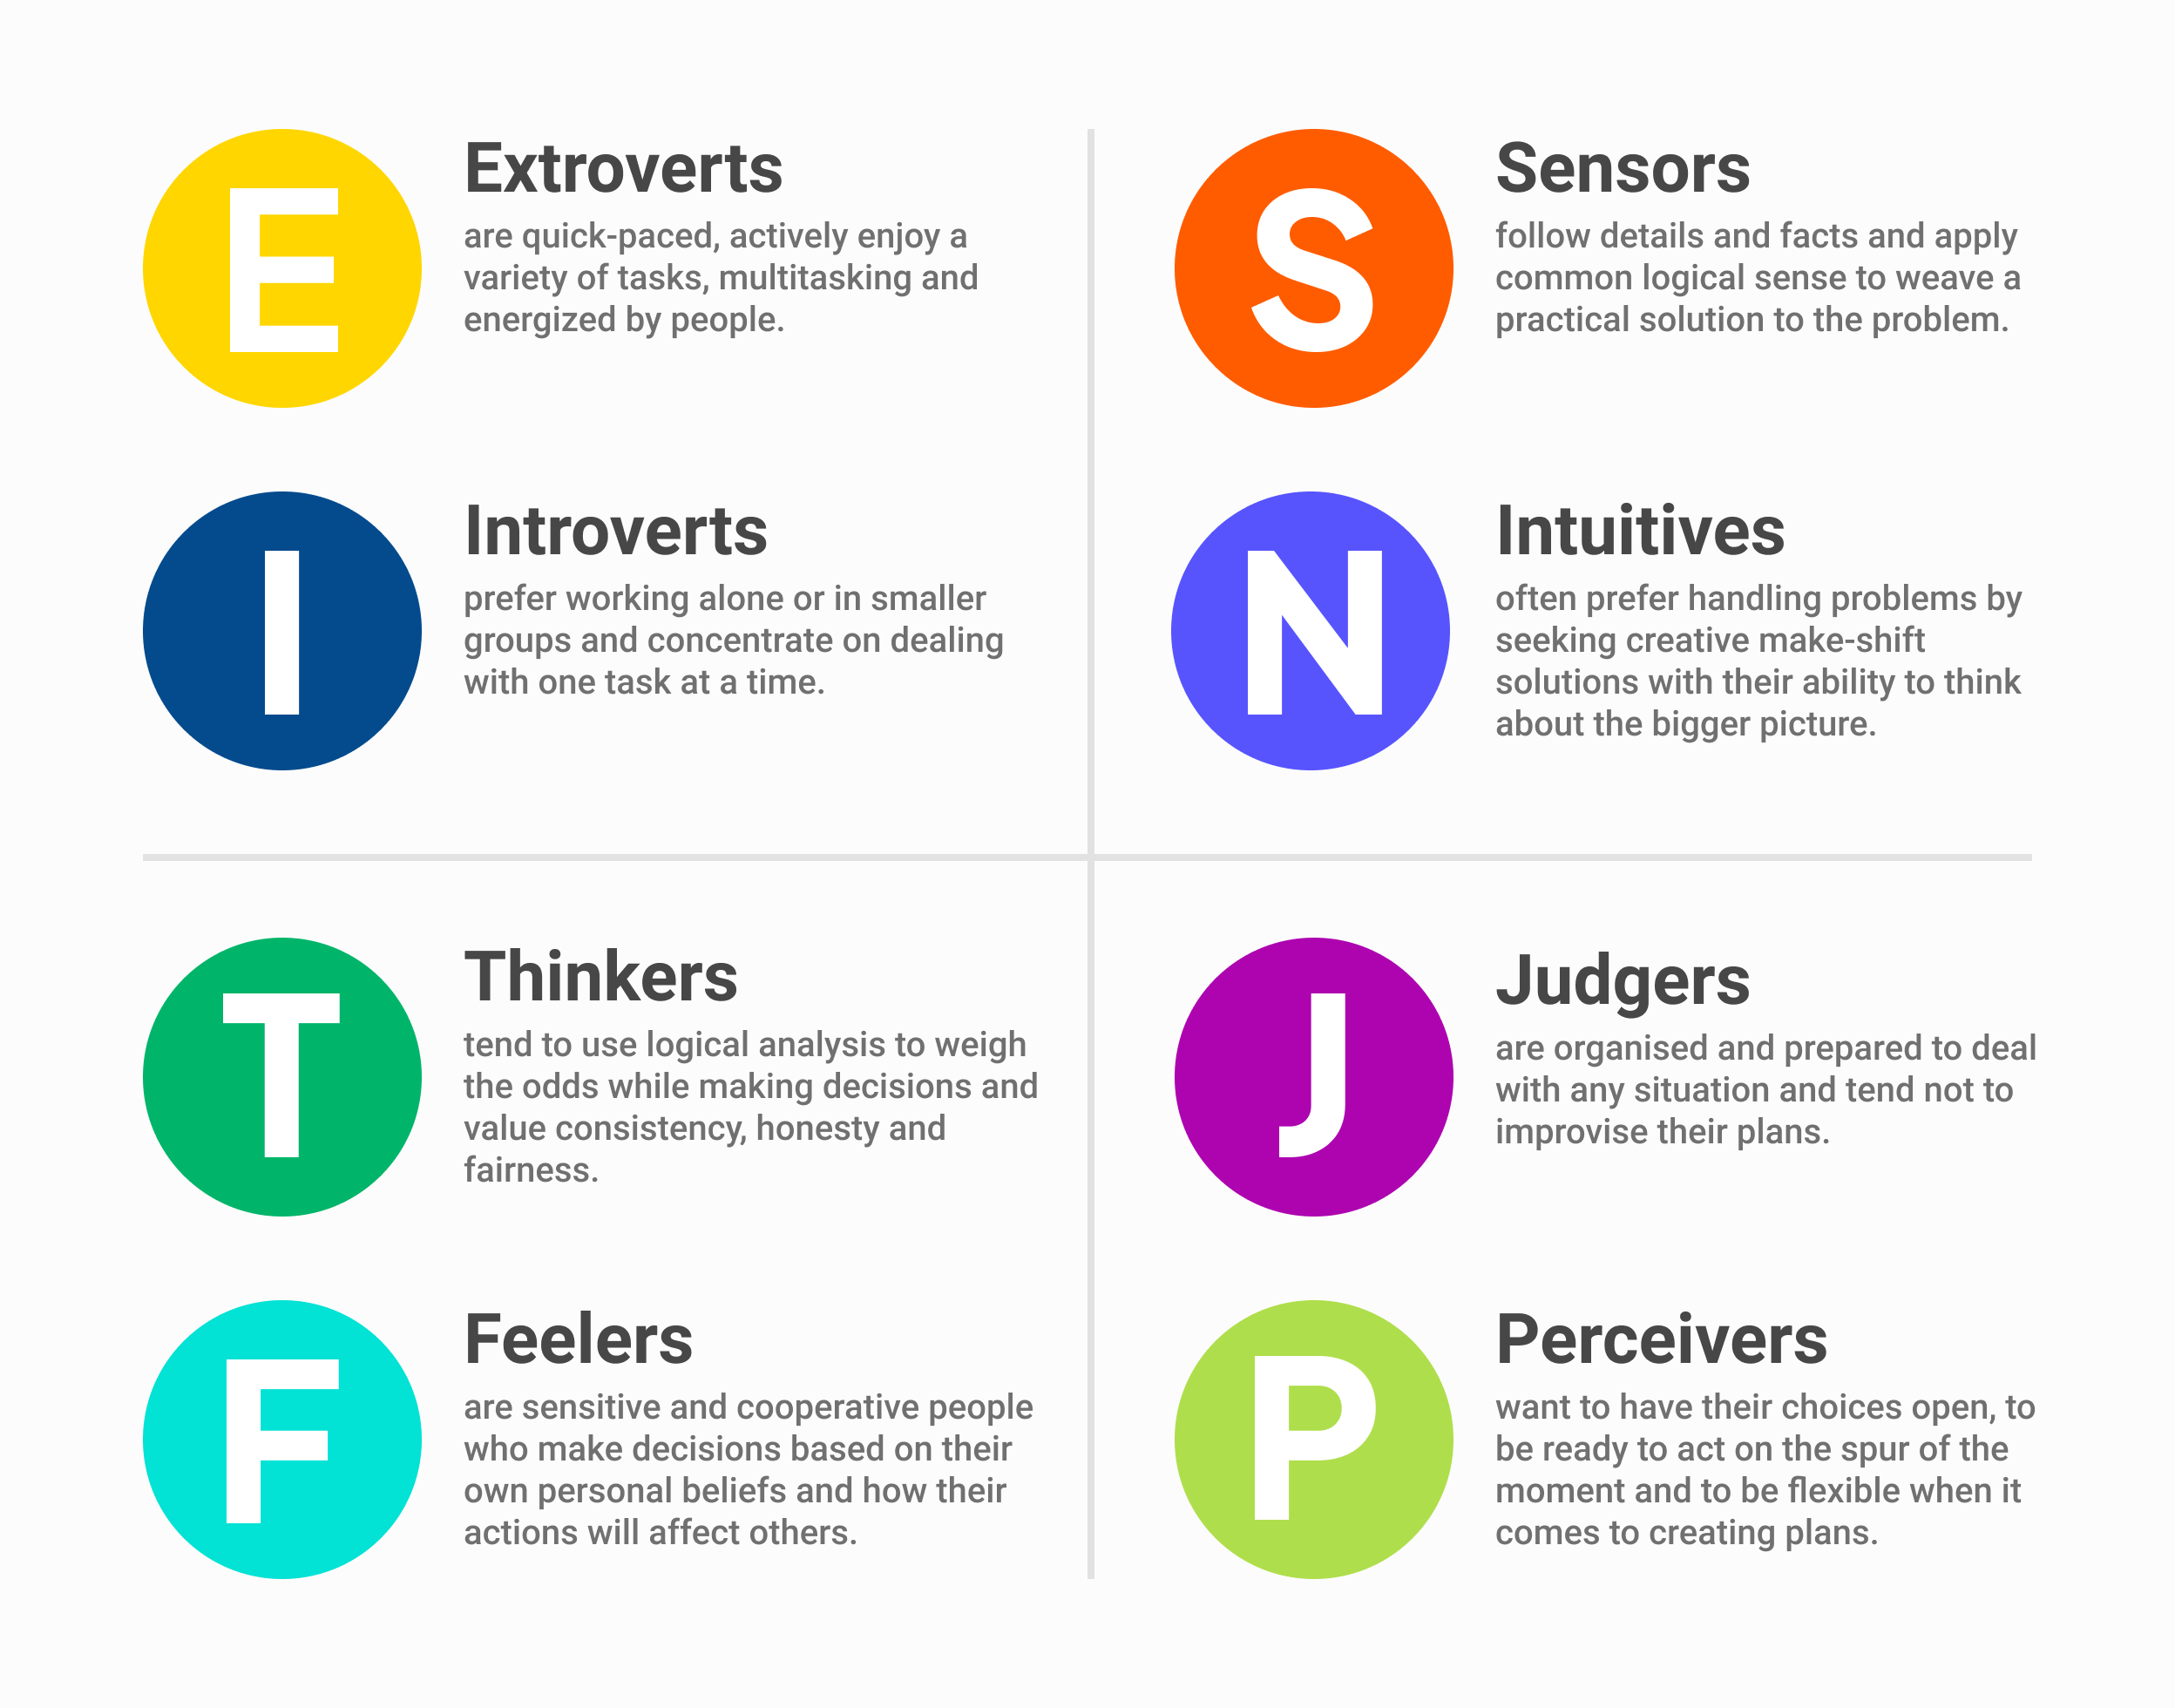 E
Extroverts
are quick-paced, actively enjoy a
variety of tasks, multitasking and
energized by people.
I
Introverts
prefer working alone or in smaller
groups and concentrate on dealing
with one task at a time.
S
Sensors
follow details and facts and apply
common logical sense to weave a
practical solution to the problem.
N
Intuitives
often prefer handling problems by
seeking creative make-shift
solutions with their ability to think
about the bigger picture.
T
Thinkers
tend to use logical analysis to weigh
the odds while making decisions and
value consistency, honesty and
fairness.
F
Feelers
are sensitive and cooperative people
who make decisions based on their
own personal beliefs and how their
actions will affect others.
J
Judgers
are organised and prepared to deal
with any situation and tend not to
improvise their plans.
P
Perceivers
want to have their choices open, to
be ready to act on the spur of the
moment and to be flexible when it
comes to creating plans.